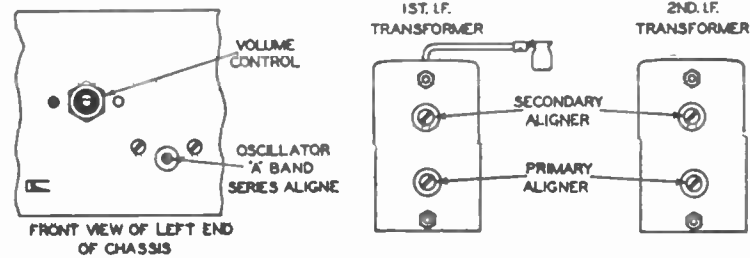 VOLUME
CONTROL
OSCILLATOR
"A" BAND
SERIES ALIGNE
FRONT VIEW OF LEFT END
OF CHASSIS
1ST. I.F.
TRANSFORMER
2ND. I.F.
TRANSFORMER
SECONDARY
ALIGNER
PRIMARY
ALIGNER